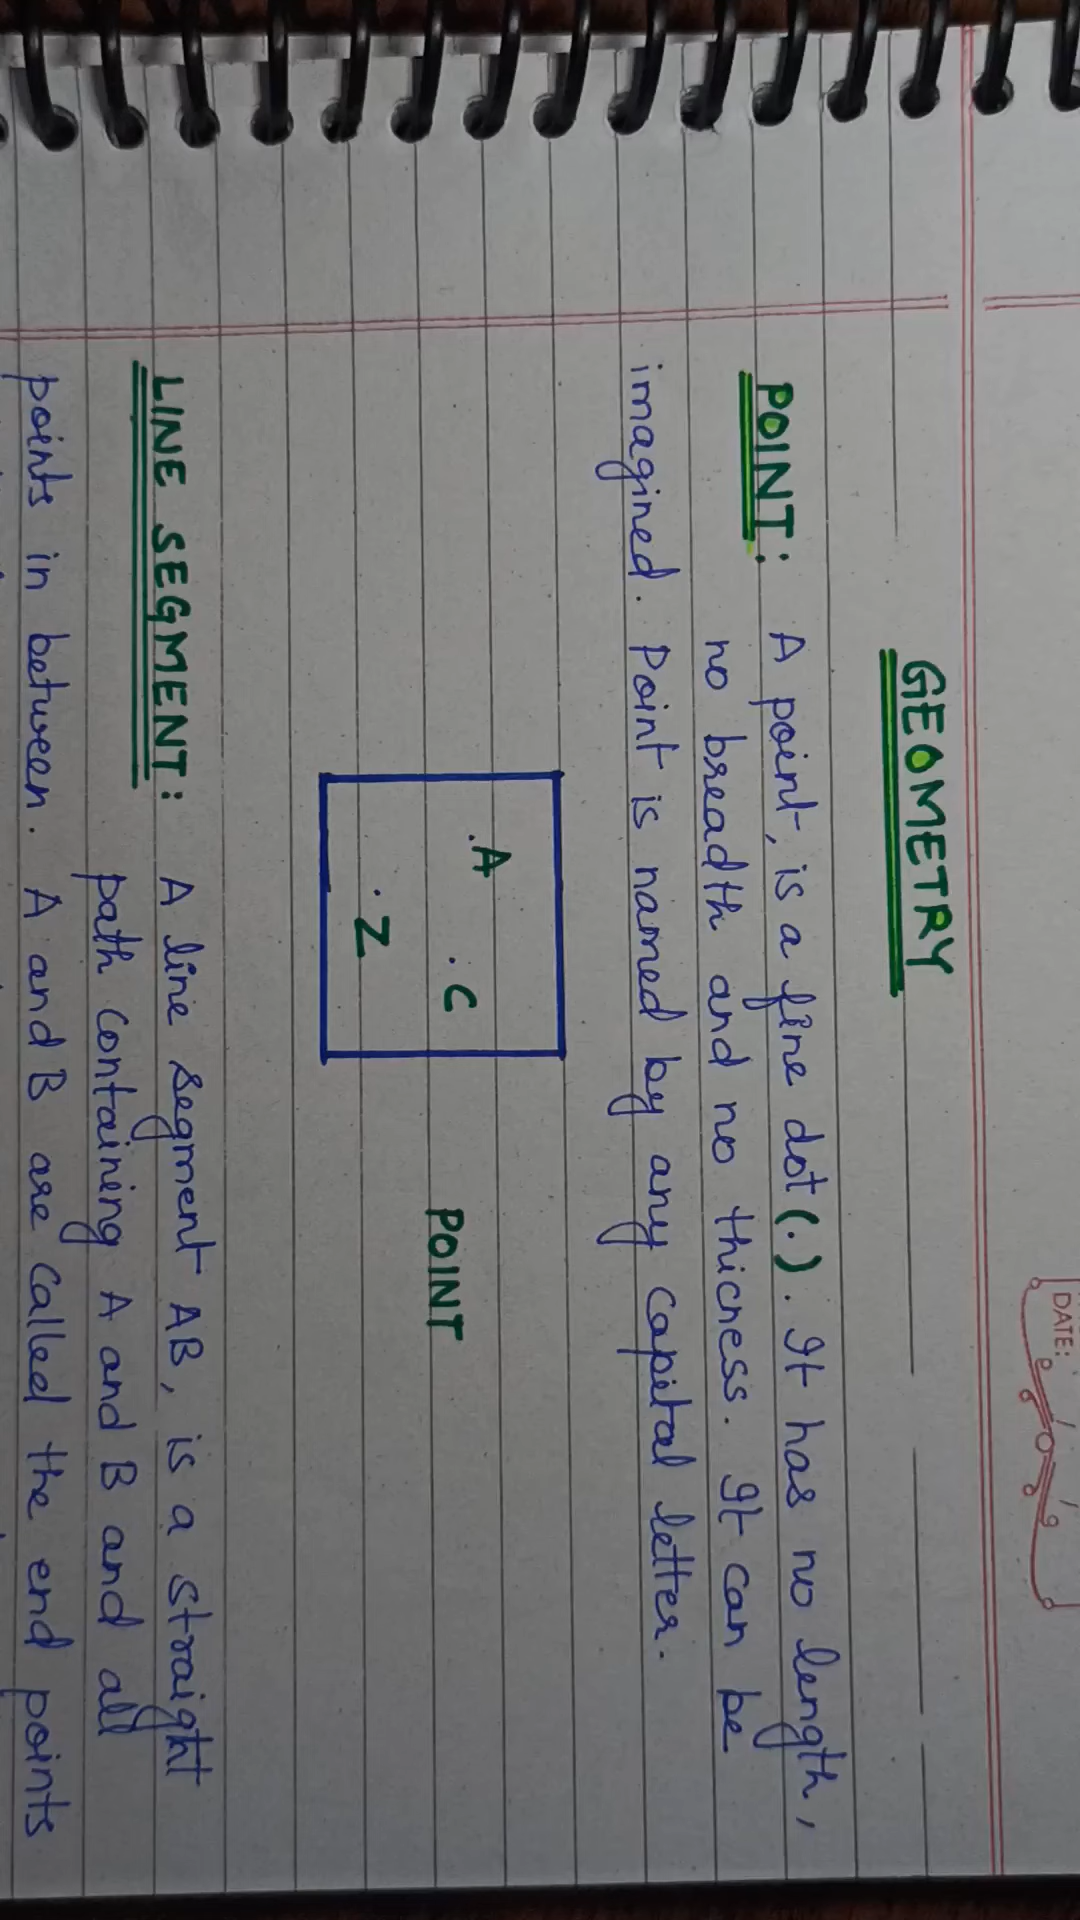 DATE:
GEOMETRY
POINT: A point, is a fine dot (.). It has no length,
no breadth and no thicness. It can be
imagined. Point is named by any capital letter.
.A
.C
.Z
POINT
LINE SEGMENT: A line segment AB, is a straight
path containing A and B and all
points in between. A and B are called the end points